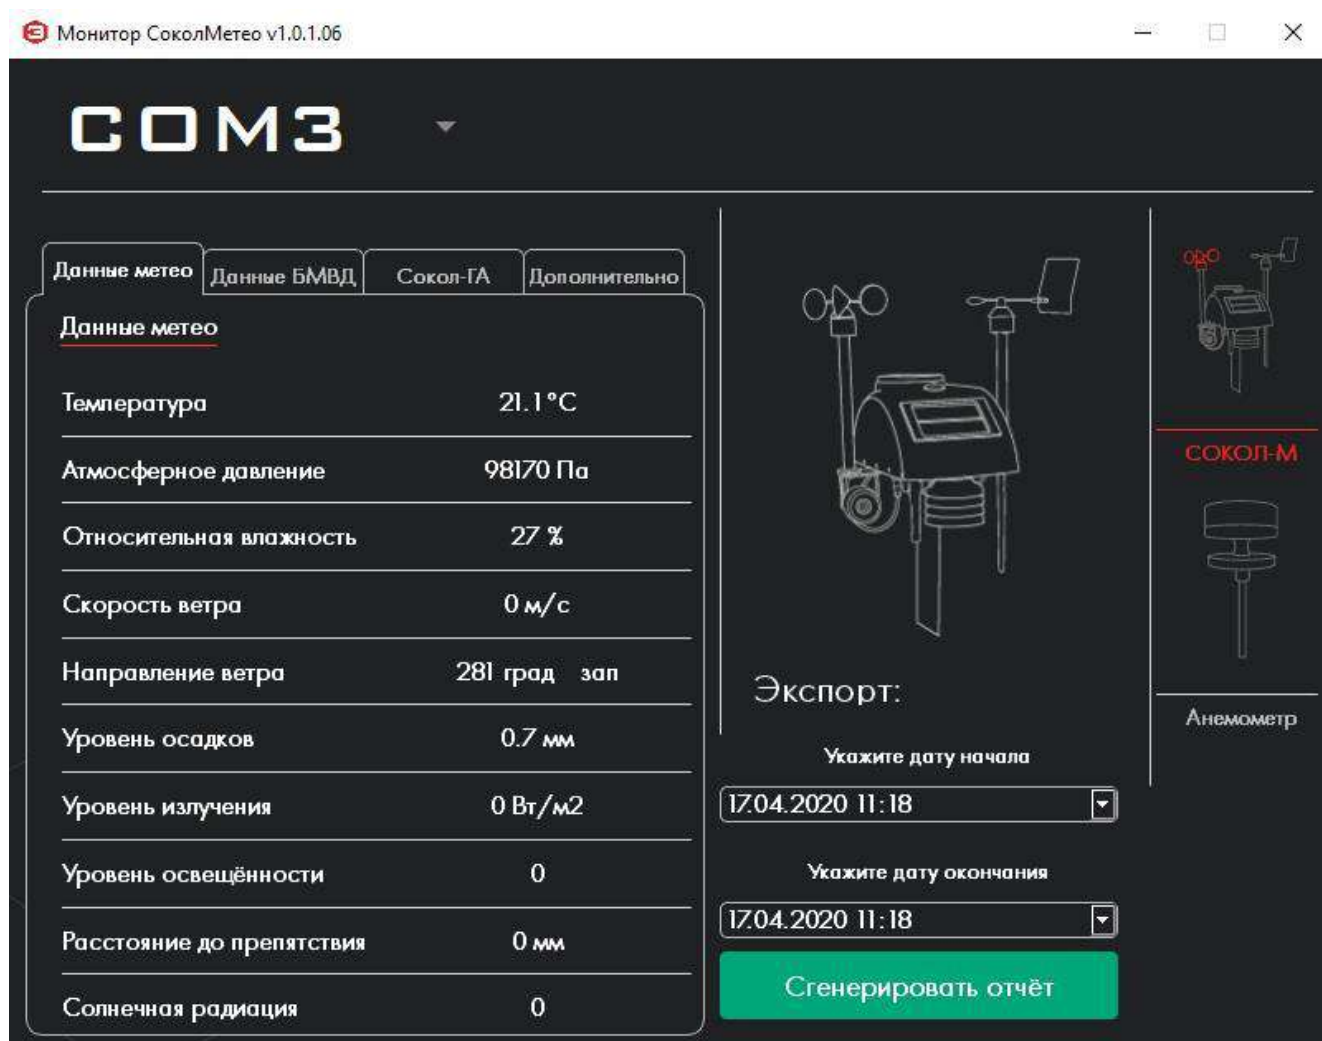 Монитор СоколМетео v1.0.1.06
COM3
Данные метео Данные БМВД Сокол-ГА Дополнительно
Данные метео
Температура 21.1°C
Атмосферное давление 98170 Па
Относительная влажность 27 %
Скорость ветра 0 м/с
Направление ветра 281 град зап
Уровень осадков 0.7 мм
Уровень излучения 0 Вт/м2
Уровень освещённости 0
Расстояние до препятствия 0 мм
Солнечная радиация 0
Экспорт:
Укажите дату начала
17.04.2020 11:18
Укажите дату окончания
17.04.2020 11:18
Сгенерировать отчёт
СОКОЛ-М
Анемометр